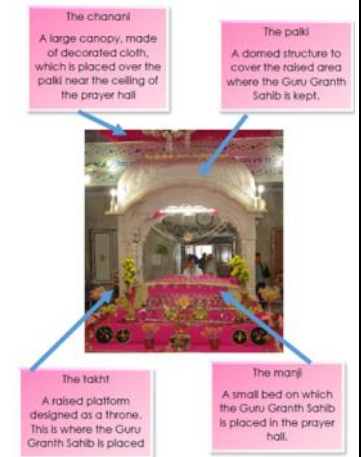 The chanani
A large canopy, made
of decorated cloth,
which is placed over the
palki near the ceiling of
the prayer hall
The palki
A domed structure to
cover the raised area
where the Guru Granth
Sahib is kept.
The takht
A raised platform
designed as a throne.
This is where the Guru
Granth Sahib is placed
The manji
A small bed on which
the Guru Granth Sahib
is placed in the prayer
hall.